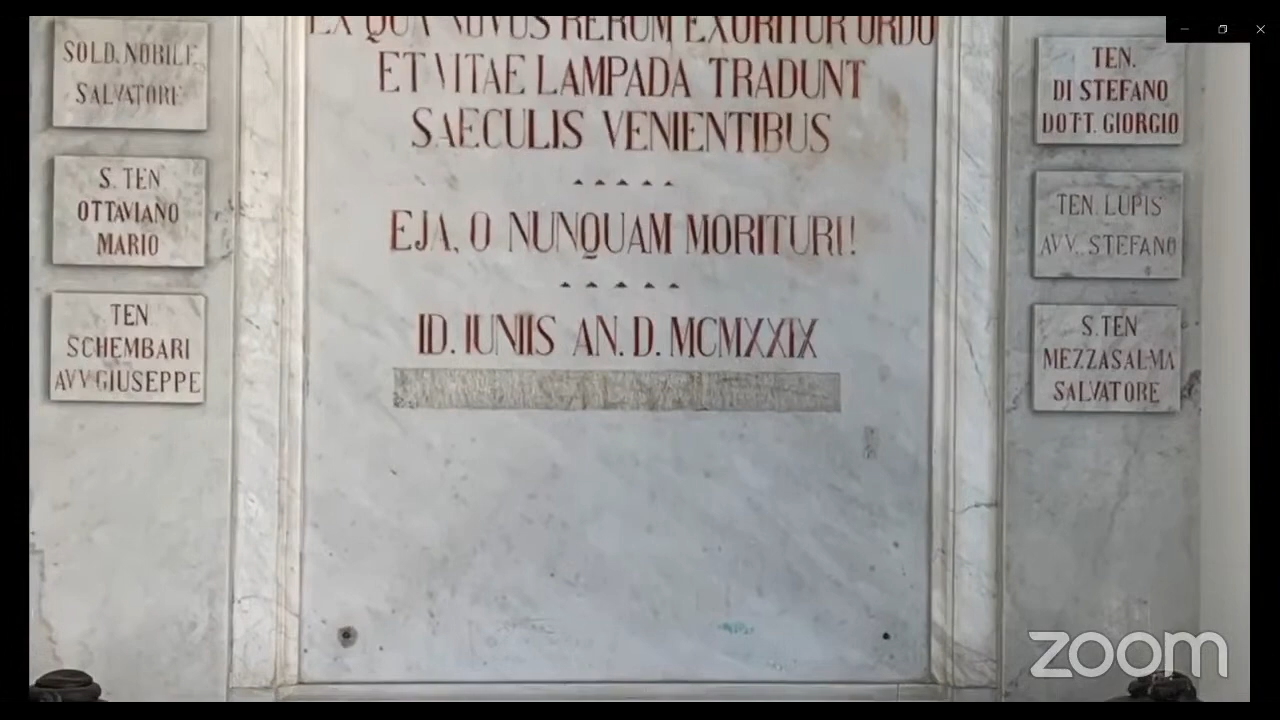 EX QUA NOVUS RERUM EXORITUR ORDO
ET VITAE LAMPADA TRADUNT
SAECULIS VENIENTIBUS
EJA, O NUNQUAM MORITURI!
ID. IUNIIS AN. D. MCMXXIX
SOLD. NOBILE
SALVATORE
S. TEN
OTTAVIANO
MARIO
TEN
SCHEMBARI
AVV GIUSEPPE
TEN.
DI STEFANO
DOTT. GIORGIO
TEN. LUPIS
AVV. STEFANO
S. TEN
MEZZASALMA
SALVATORE
zoom